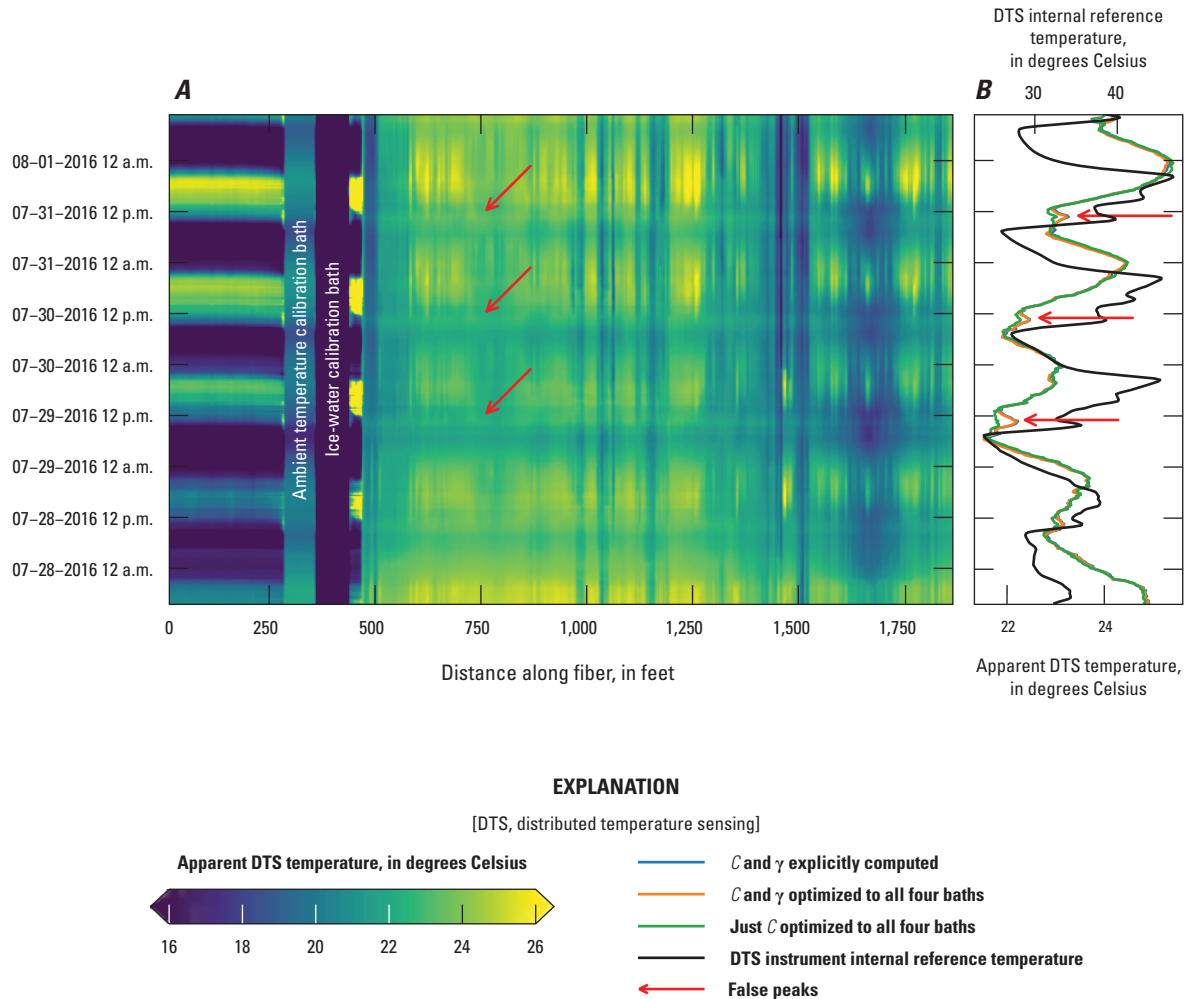 DTS internal reference
temperature,
in degrees Celsius
A
B
30 40
08–01–2016 12 a.m.
07–31–2016 12 p.m.
07–31–2016 12 a.m.
07–30–2016 12 p.m.
07–30–2016 12 a.m.
07–29–2016 12 p.m.
07–29–2016 12 a.m.
07–28–2016 12 p.m.
07–28–2016 12 a.m.
Ambient temperature calibration bath
Ice-water calibration bath
0 250 500 750 1,000 1,250 1,500 1,750
Distance along fiber, in feet
22 24
Apparent DTS temperature,
in degrees Celsius
EXPLANATION
[DTS, distributed temperature sensing]
Apparent DTS temperature, in degrees Celsius
16 18 20 22 24 26
C and γ explicitly computed
C and γ optimized to all four baths
Just C optimized to all four baths
DTS instrument internal reference temperature
False peaks